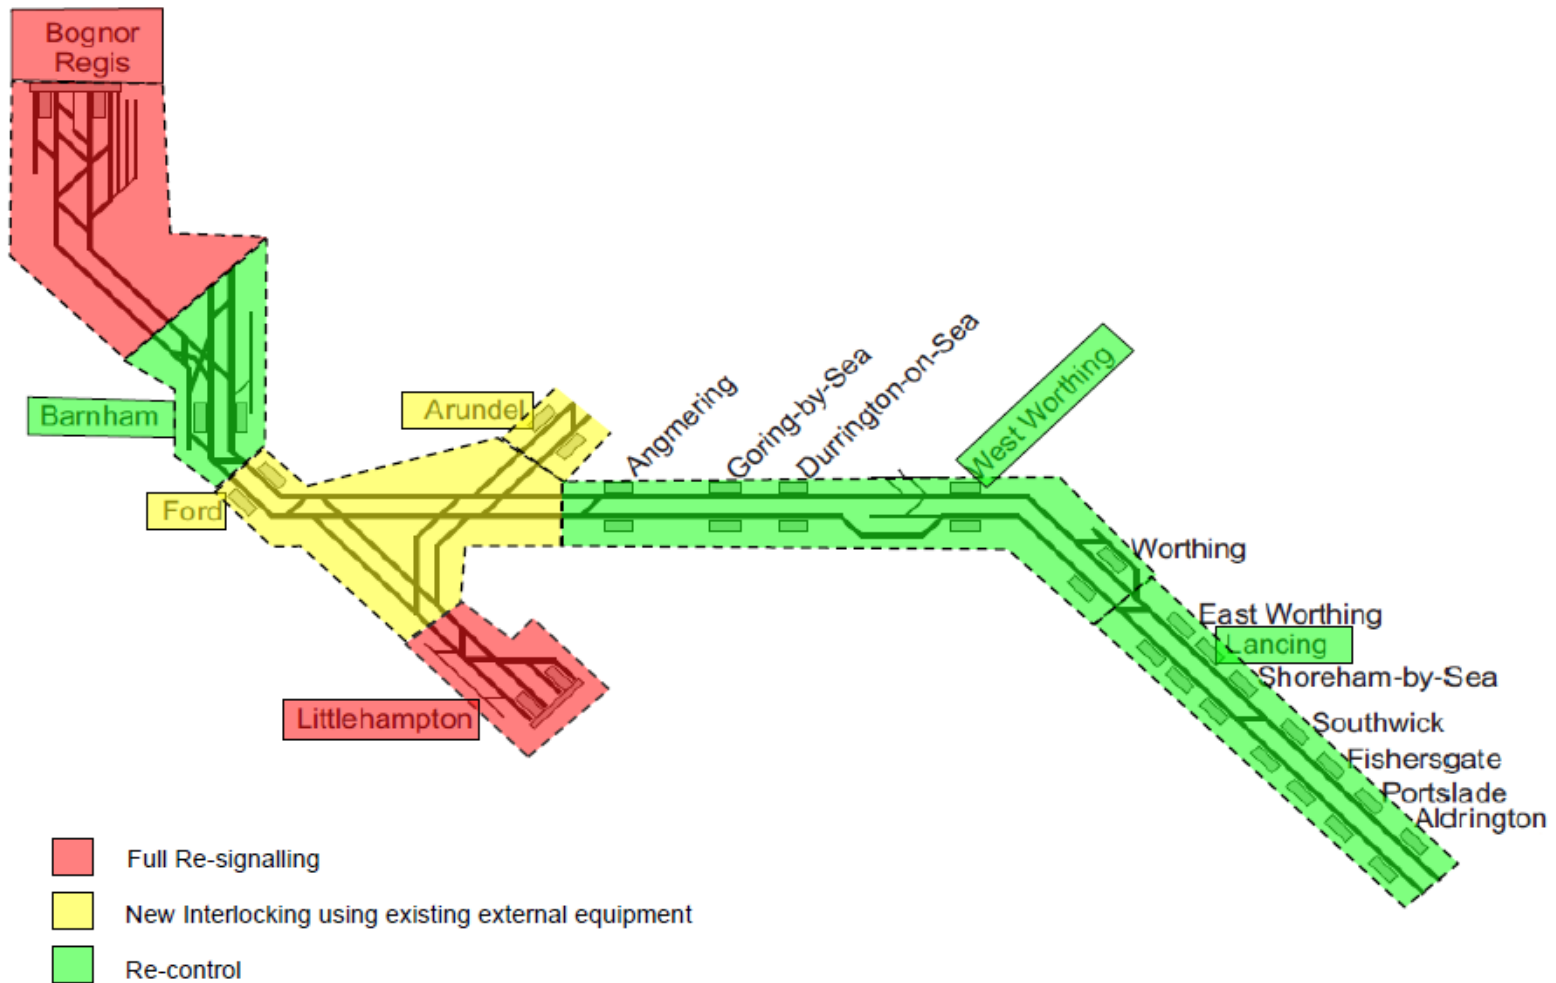 Bognor
Regis
Barnham
Arundel
Ford
Littlehampton
Angmering
Goring-by-Sea
Durrington-on-Sea
West Worthing
Worthing
East Worthing
Lancing
Shoreham-by-Sea
Southwick
Fishersgate
Portslade
Aldrington
Full Re-signalling
New Interlocking using existing external equipment
Re-control